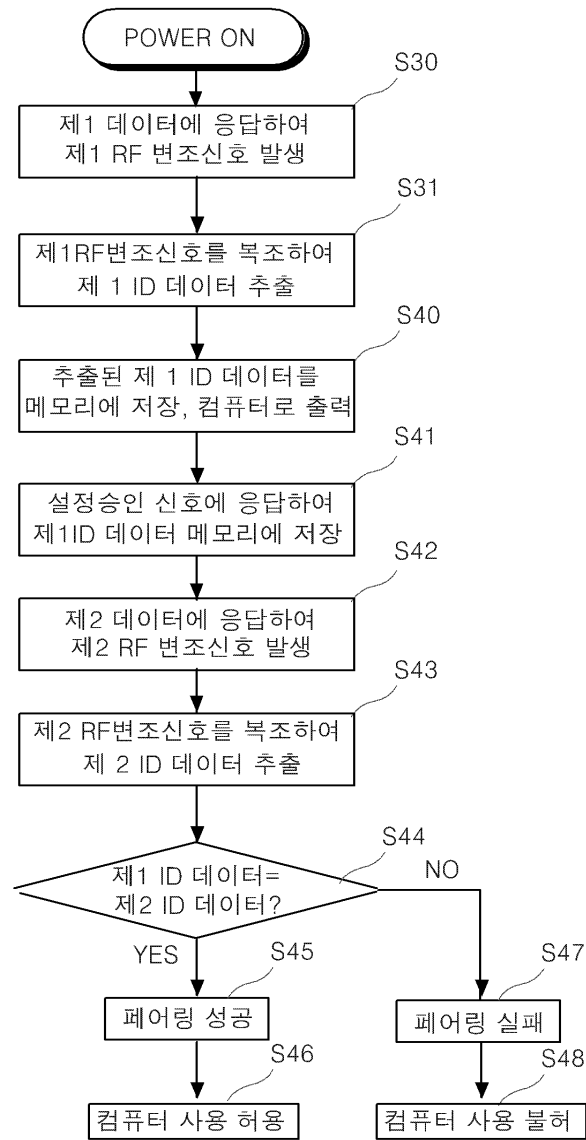 POWER ON
S30
제1 데이터에 응답하여
제1 RF 변조신호 발생
S31
제1RF변조신호를 복조하여
제 1 ID 데이터 추출
S40
추출된 제 1 ID 데이터를
메모리에 저장, 컴퓨터로 출력
S41
설정승인 신호에 응답하여
제1ID 데이터 메모리에 저장
S42
제2 데이터에 응답하여
제2 RF 변조신호 발생
S43
제2 RF변조신호를 복조하여
제 2 ID 데이터 추출
S44
제1 ID 데이터=
제2 ID 데이터?
NO
YES
S45
페어링 성공
S47
페어링 실패
S46
컴퓨터 사용 허용
S48
컴퓨터 사용 불허